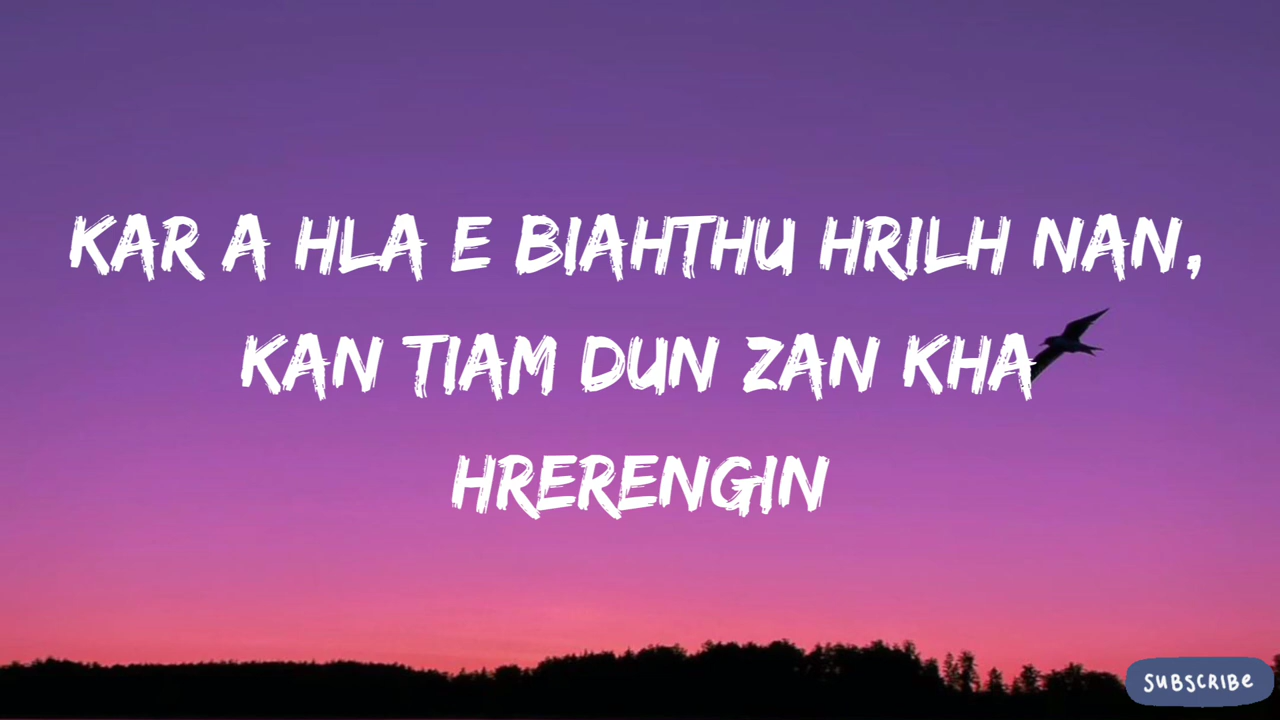 KAR A HLA E BIAHTHU HRILH NAN,
KAN TIAM DUN ZAN KHA
HRERENGIN
SUBSCRIBE